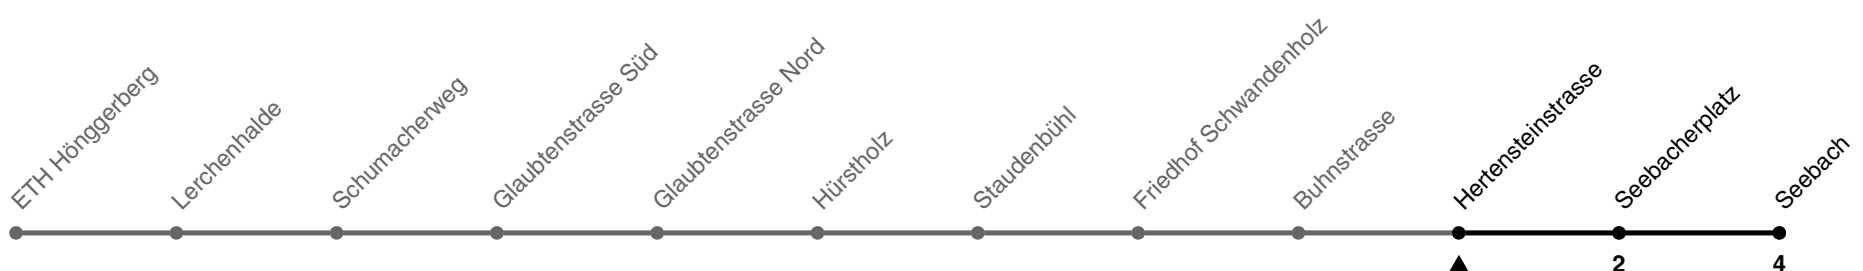 ETH Hönggerberg
Lerchenhalde
Schumacherweg
Glaubtenstrasse Süd
Glaubtenstrasse Nord
Hürstholz
Staudenbühl
Friedhof Schwandenholz
Buhnstrasse
Hertensteinstrasse
Seebacherplatz
Seebach
2
4